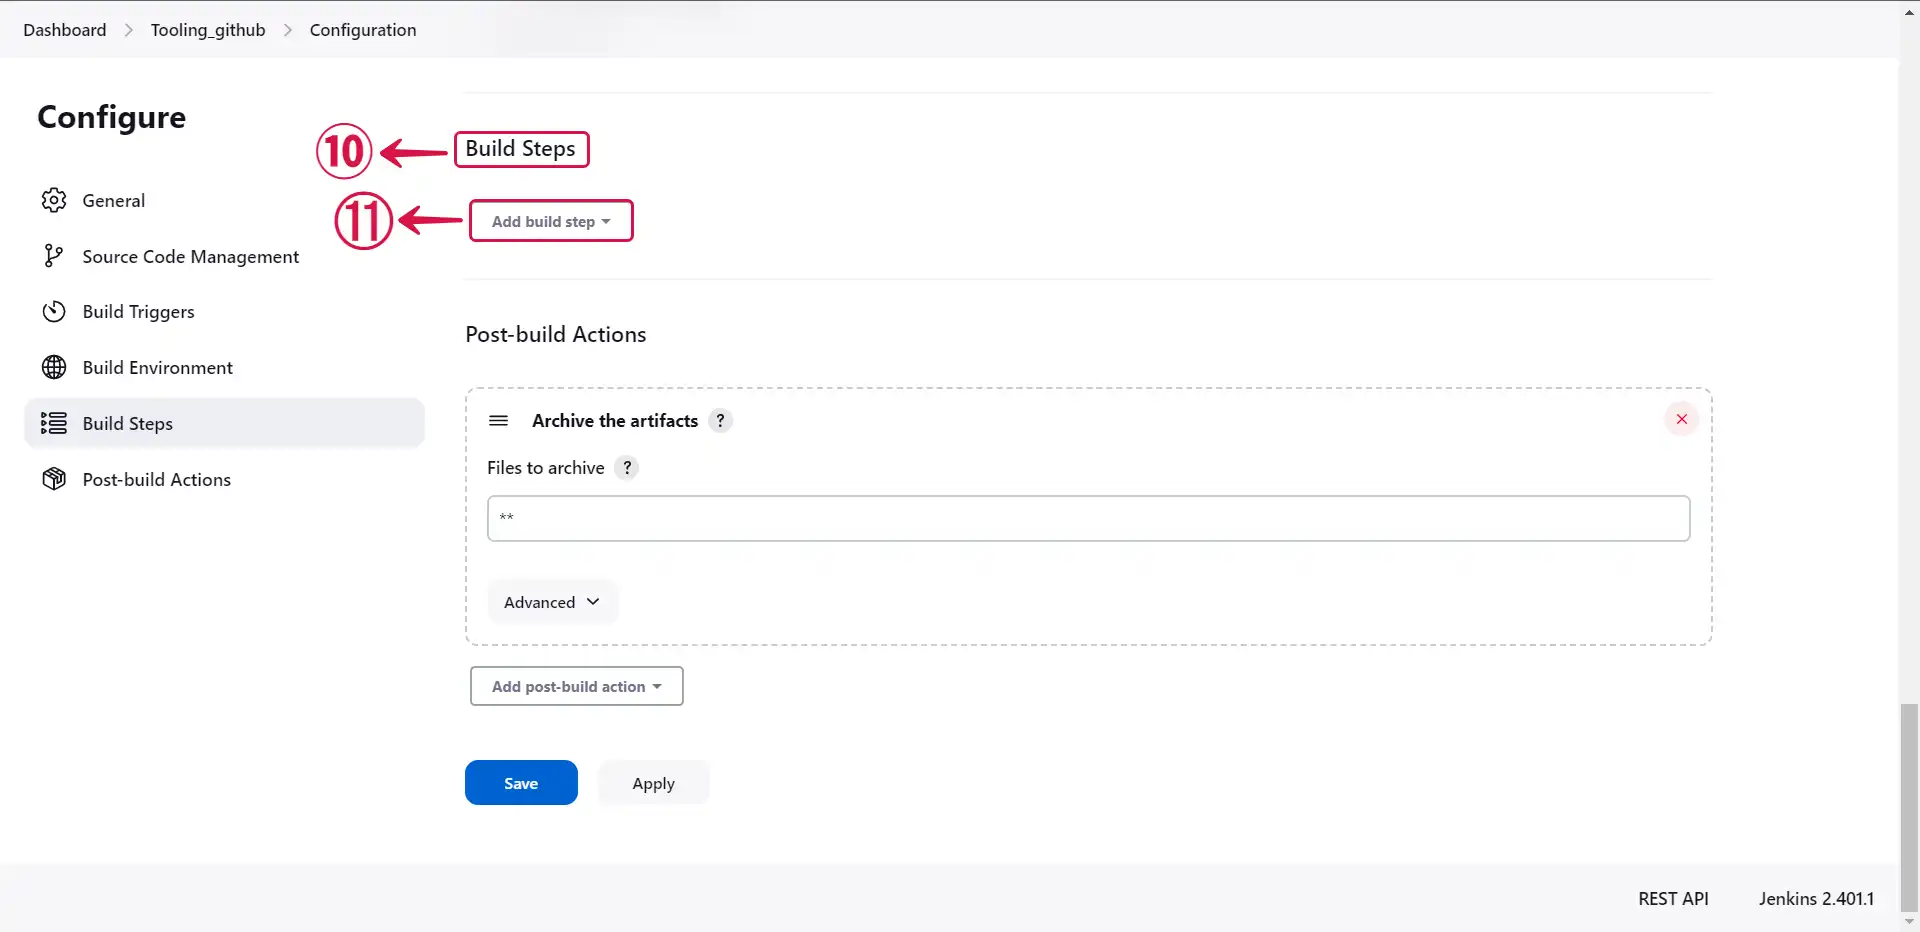 Dashboard > Tooling_github > Configuration
Configure
10 Build Steps
11 Add build step
General
Source Code Management
Build Triggers
Build Environment
Build Steps
Post-build Actions
Post-build Actions
Archive the artifacts ?
Files to archive ?
**
Advanced
Add post-build action
Save Apply
REST API Jenkins 2.401.1